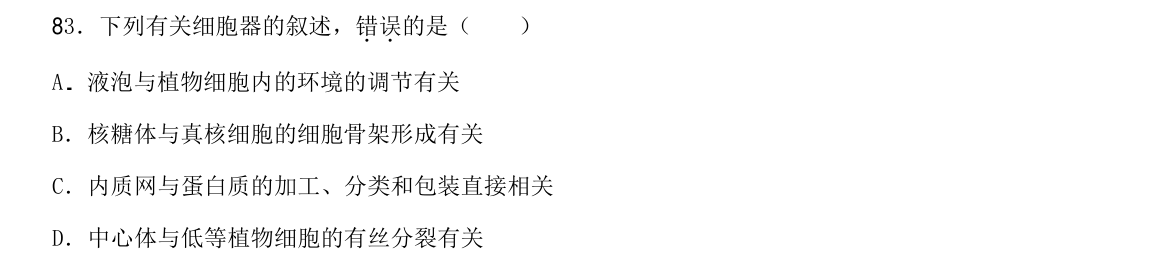 83．下列有关细胞器的叙述，错误的是（　　）
A．液泡与植物细胞内的环境的调节有关
B．核糖体与真核细胞的细胞骨架形成有关
C．内质网与蛋白质的加工、分类和包装直接相关
D．中心体与低等植物细胞的有丝分裂有关